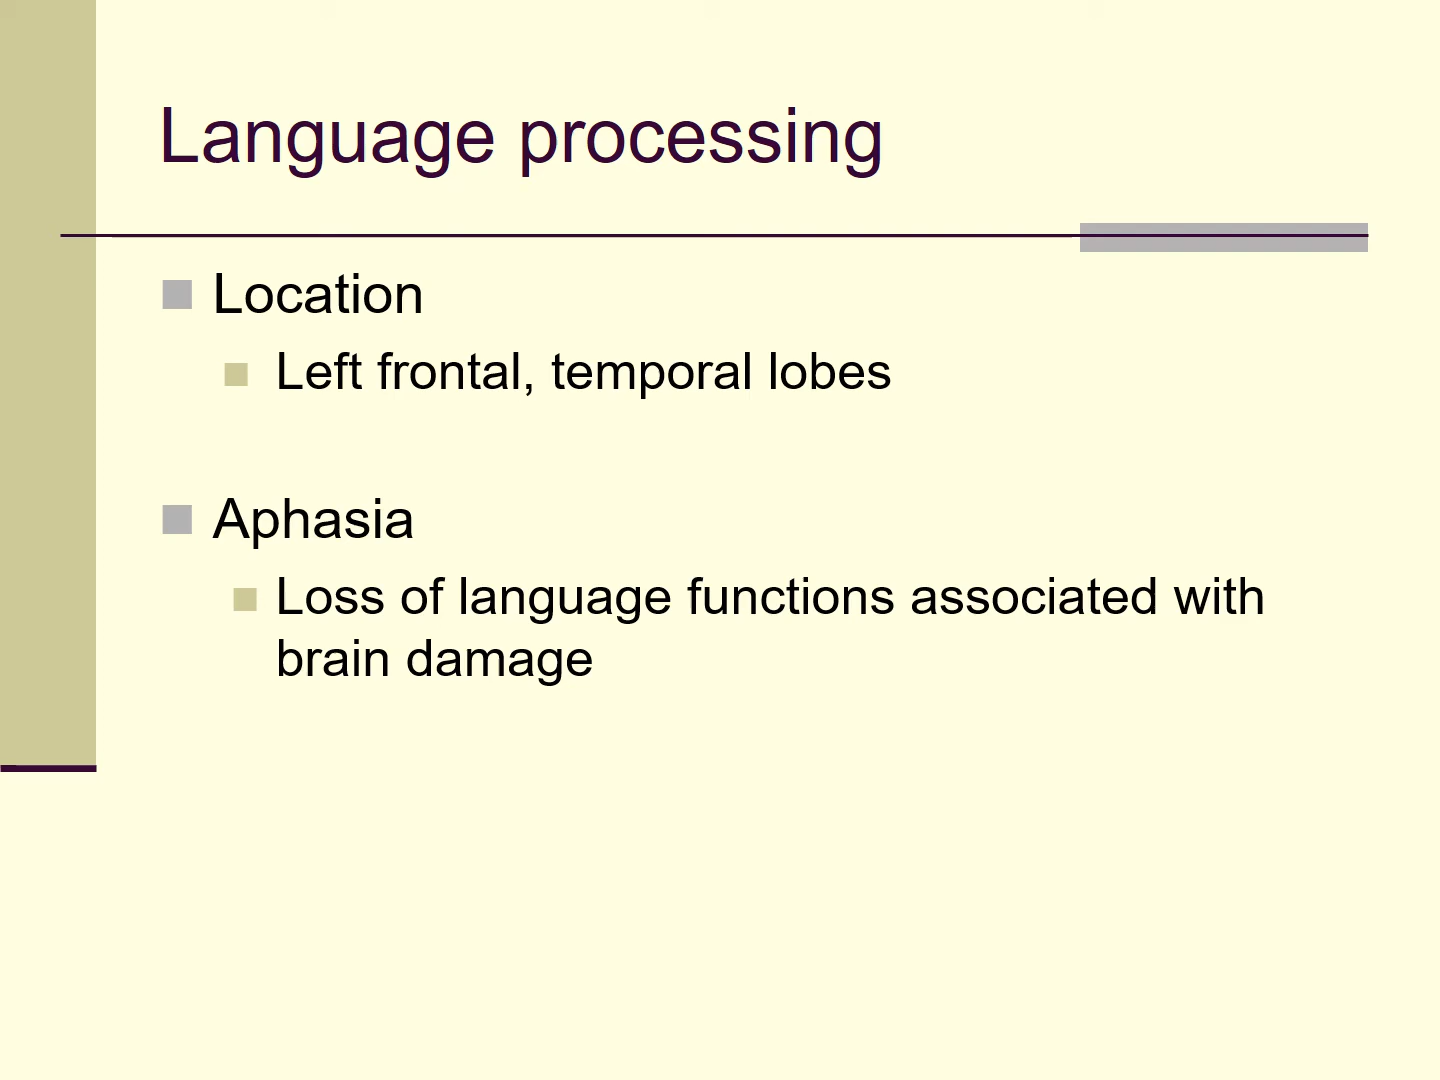 Language processing
Location
Left frontal, temporal lobes
Aphasia
Loss of language functions associated with
brain damage